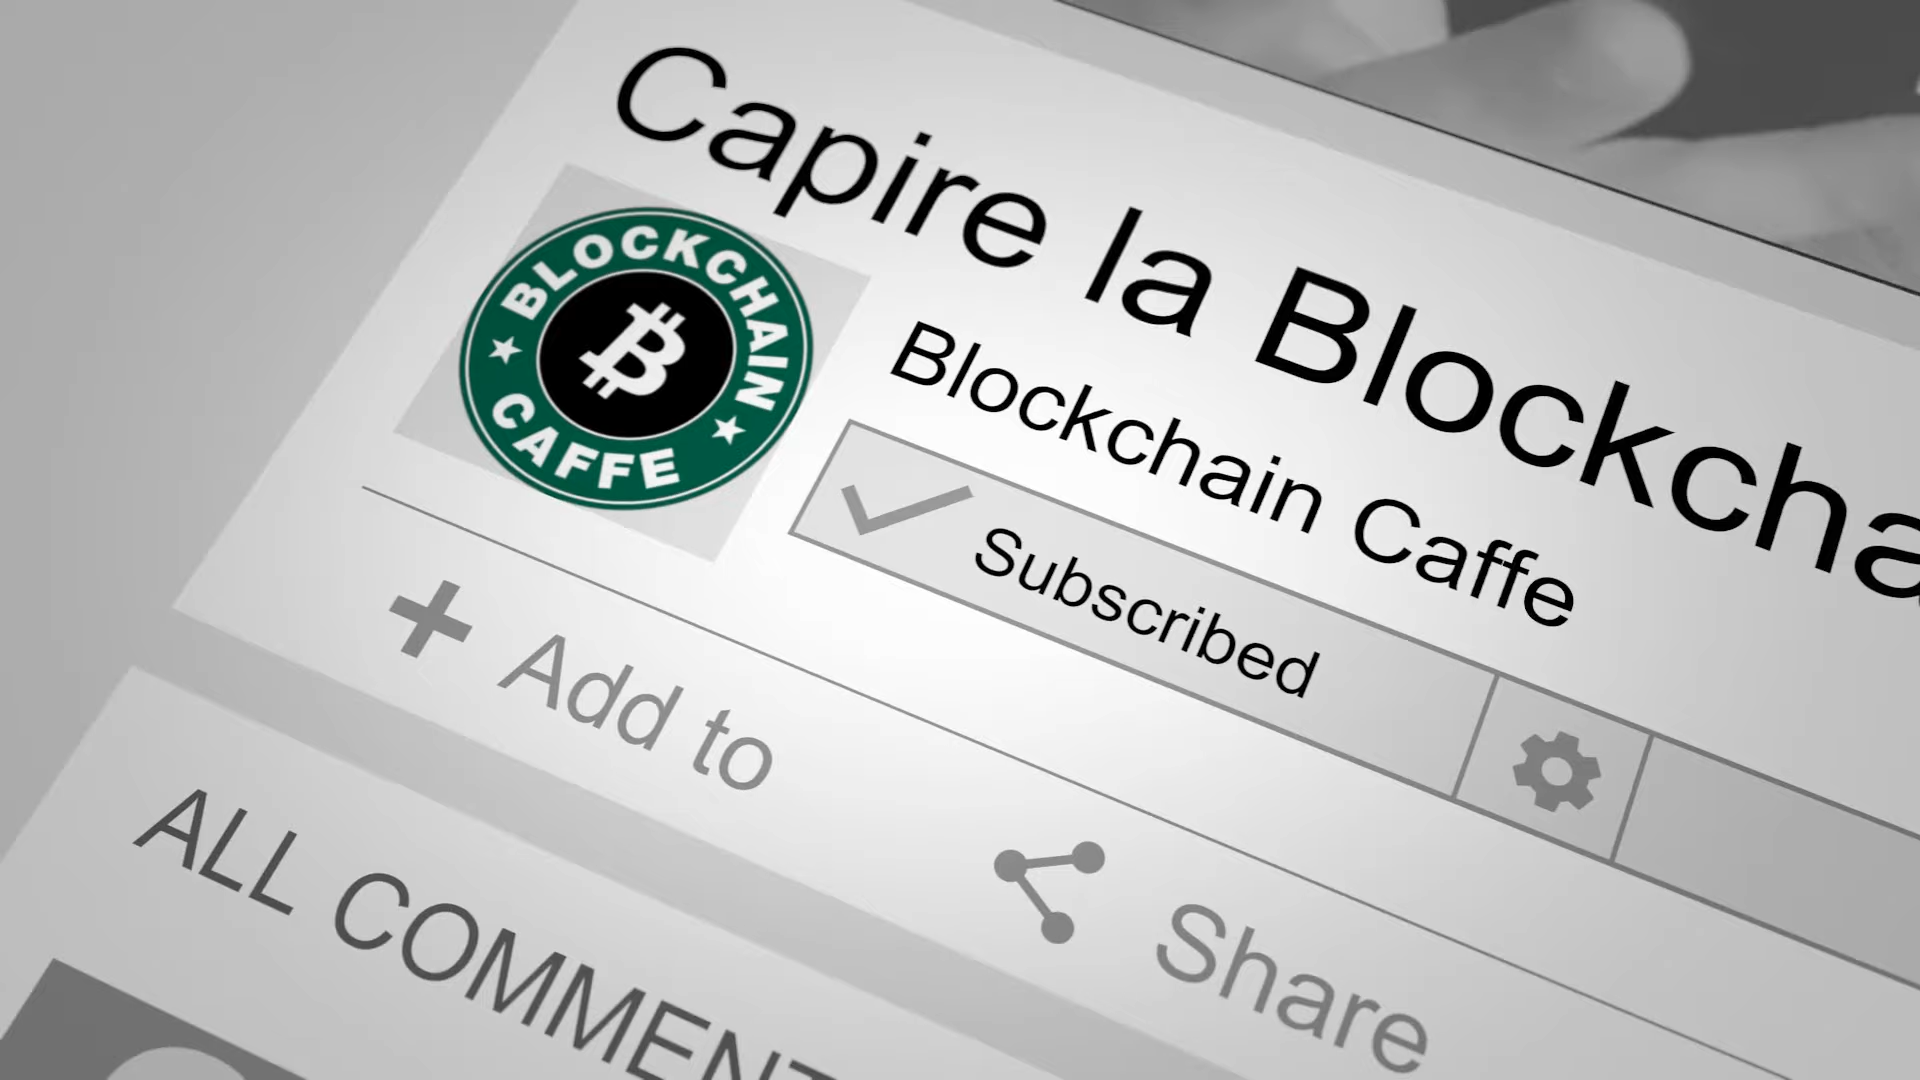 Capire la Blockcha
BLOCKCHAIN
CAFFE
Blockchain Caffe
Subscribed
Add to
Share
ALL COMMENT